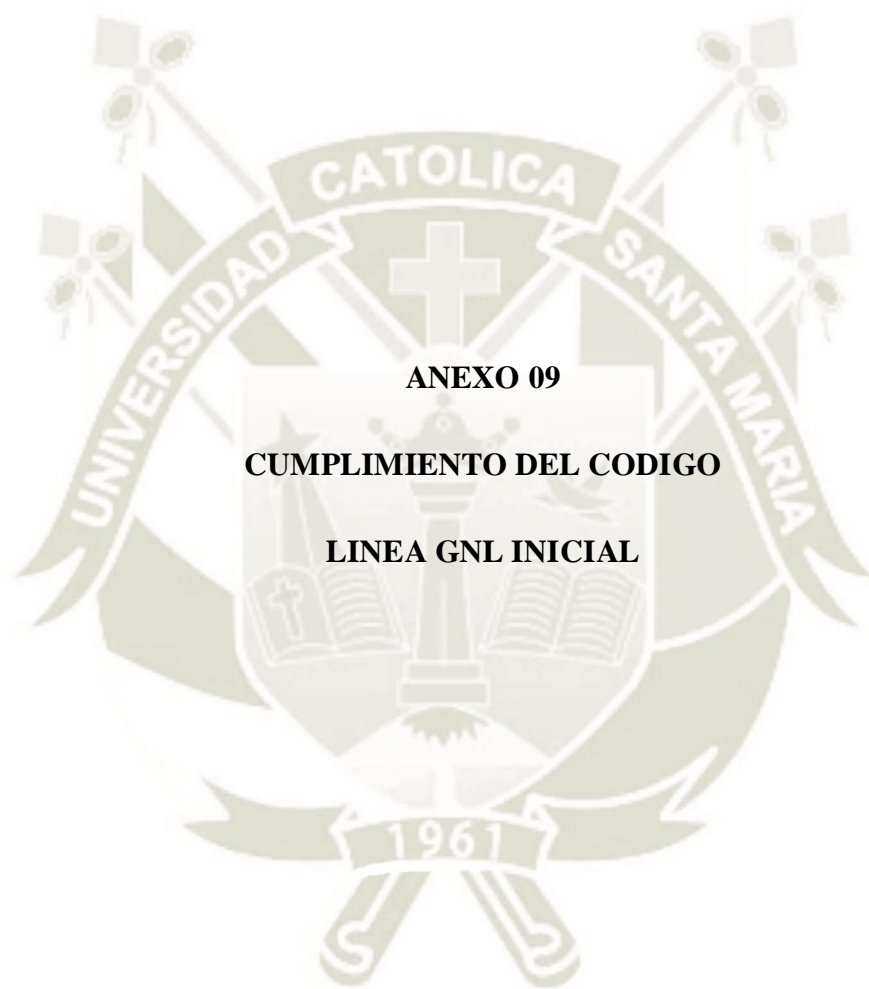 CATOLICA
UNIVERSIDAD
SANTA MARIA
ANEXO 09
CUMPLIMIENTO DEL CODIGO
LINEA GNL INICIAL
1961